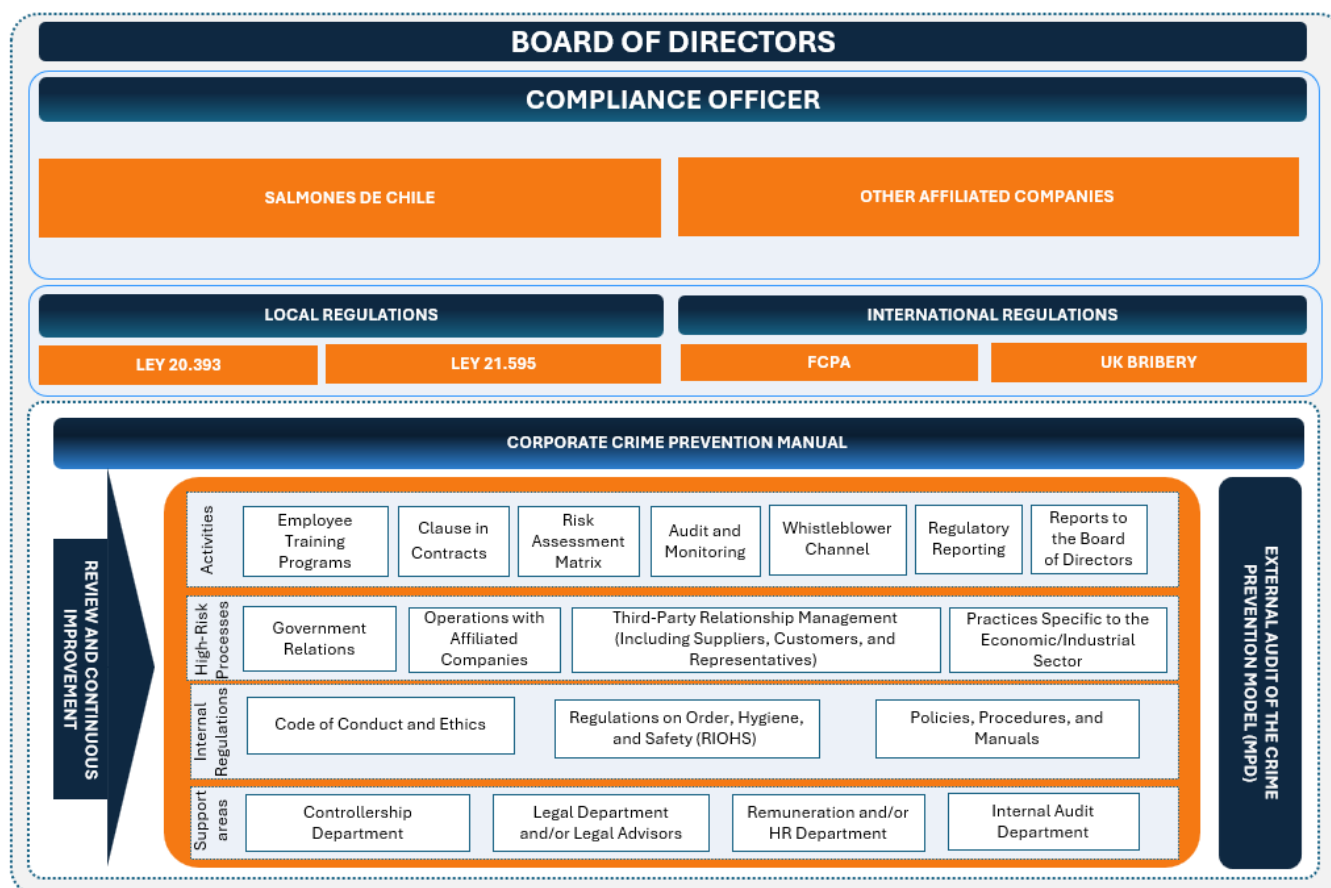 BOARD OF DIRECTORS
COMPLIANCE OFFICER
SALMONES DE CHILE
OTHER AFFILIATED COMPANIES
LOCAL REGULATIONS
INTERNATIONAL REGULATIONS
LEY 20.393
LEY 21.595
FCPA
UK BRIBERY
CORPORATE CRIME PREVENTION MANUAL
REVIEW AND CONTINUOUS
IMPROVEMENT
Activities
Employee
Training
Programs
Clause in
Contracts
Risk
Assessment
Matrix
Audit and
Monitoring
Whistleblower
Channel
Regulatory
Reporting
Reports to
the Board
of Directors
High-Risk
Processes
Government
Relations
Operations with
Affiliated
Companies
Third-Party Relationship Management
(Including Suppliers, Customers, and
Representatives)
Practices Specific to the
Economic/Industrial
Sector
Internal
Regulations
Code of Conduct and Ethics
Regulations on Order, Hygiene,
and Safety (RIOHS)
Policies, Procedures, and
Manuals
Support
areas
Controllership
Department
Legal Department
and/or Legal Advisors
Remuneration and/or
HR Department
Internal Audit
Department
EXTERNAL AUDIT OF THE CRIME
PREVENTION MODEL (MPD)